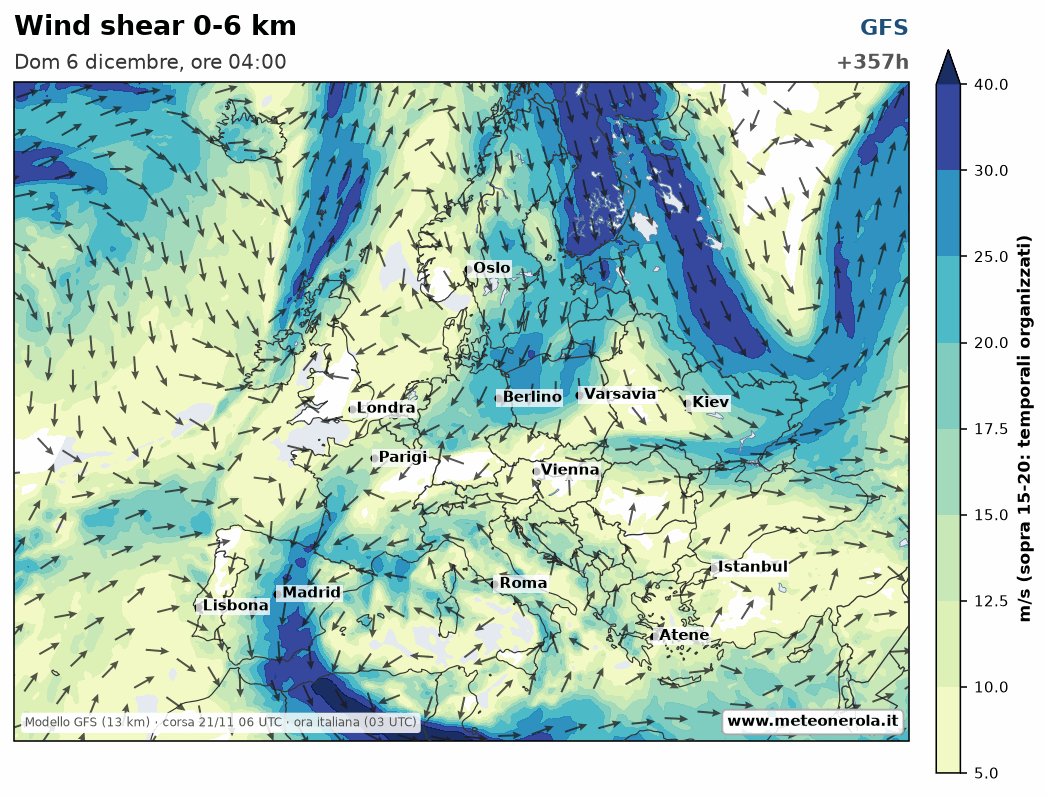 Wind shear 0-6 km
GFS
Dom 6 dicembre, ore 04:00
+357h
40.0
30.0
25.0
20.0
17.5
15.0
12.5
10.0
5.0
m/s (sopra 15-20: temporali organizzati)
Oslo
Berlino
Varsavia
Kiev
Londra
Parigi
Vienna
Istanbul
Roma
Madrid
Lisbona
Atene
Modello GFS (13 km) · corsa 21/11 06 UTC · ora italiana (03 UTC)
www.meteonerola.it